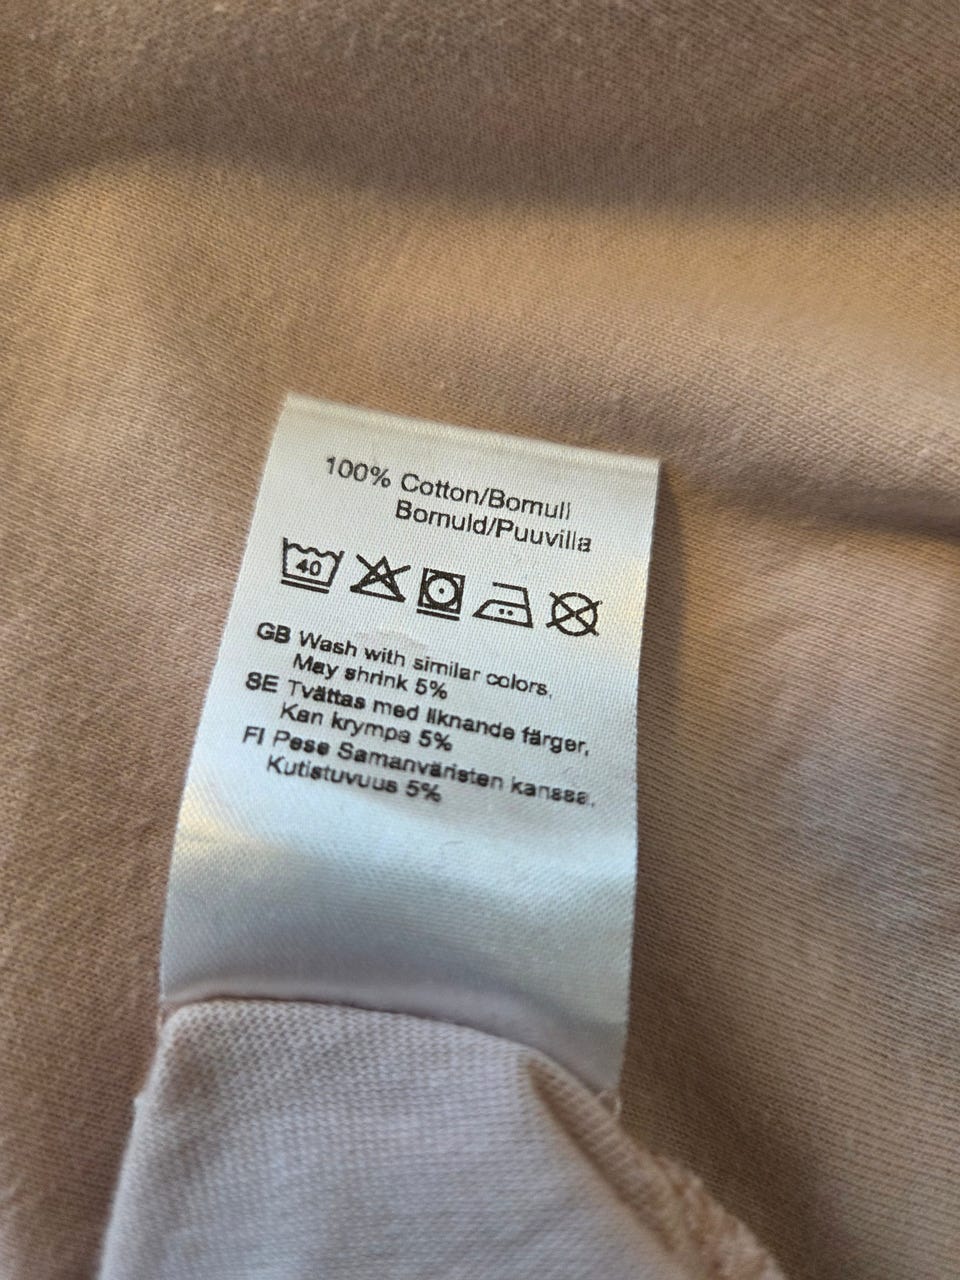 100% Cotton/Bomull
Bomuld/Puuvilla
40
GB Wash with similar colors.
May shrink 5%
SE Tvättas med liknande färger.
Kan krympa 5%
FI Pese Samanväristen kanssa.
Kutistuvuus 5%